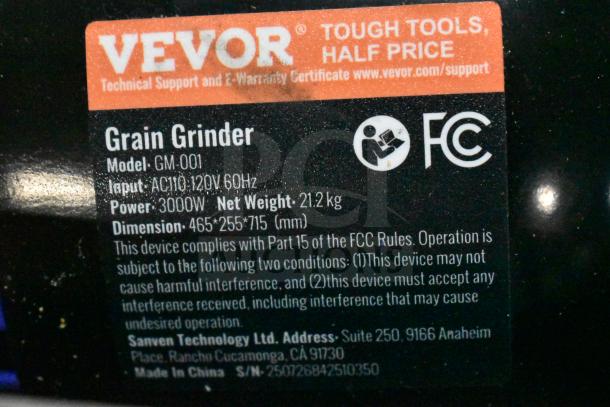 VEVOR®
TOUGH TOOLS,
HALF PRICE
Technical Support and E-Warranty Certificate www.vevor.com/support
Grain Grinder
FC
Model: GM-001
Input: AC110-120V 60Hz
Power: 3000W Net Weight: 21.2 kg
Dimension: 465*255*715 (mm)
This device complies with Part 15 of the FCC Rules. Operation is
subject to the following two conditions: (1)This device may not
cause harmful interference, and (2)this device must accept any
interference received, including interference that may cause
undesired operation.
Sanven Technology Ltd. Address: Suite 250, 9166 Anaheim
Place, Rancho Cucamonga, CA 91730
Made In China S/N: 250726842510350